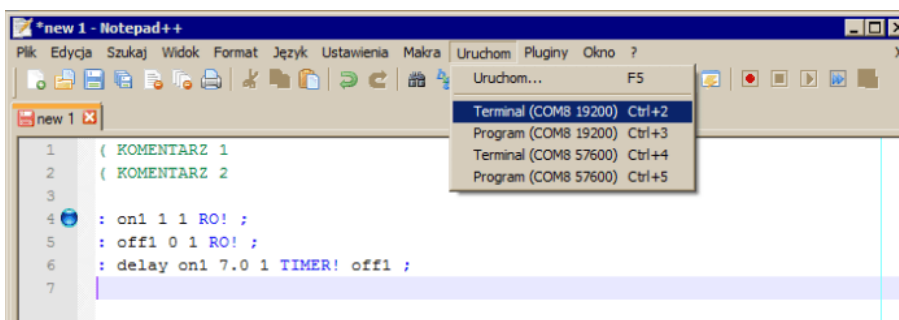 *new 1 - Notepad++
Plik Edycja Szukaj Widok Format Język Ustawienia Makra Uruchom Pluginy Okno ?
Uruchom... F5
Terminal (COM8 19200) Ctrl+2
Program (COM8 19200) Ctrl+3
Terminal (COM8 57600) Ctrl+4
Program (COM8 57600) Ctrl+5
new 1
1 ( KOMENTARZ 1
2 ( KOMENTARZ 2
3
4 : on1 1 1 RO! ;
5 : off1 0 1 RO! ;
6 : delay on1 7.0 1 TIMER! off1 ;
7